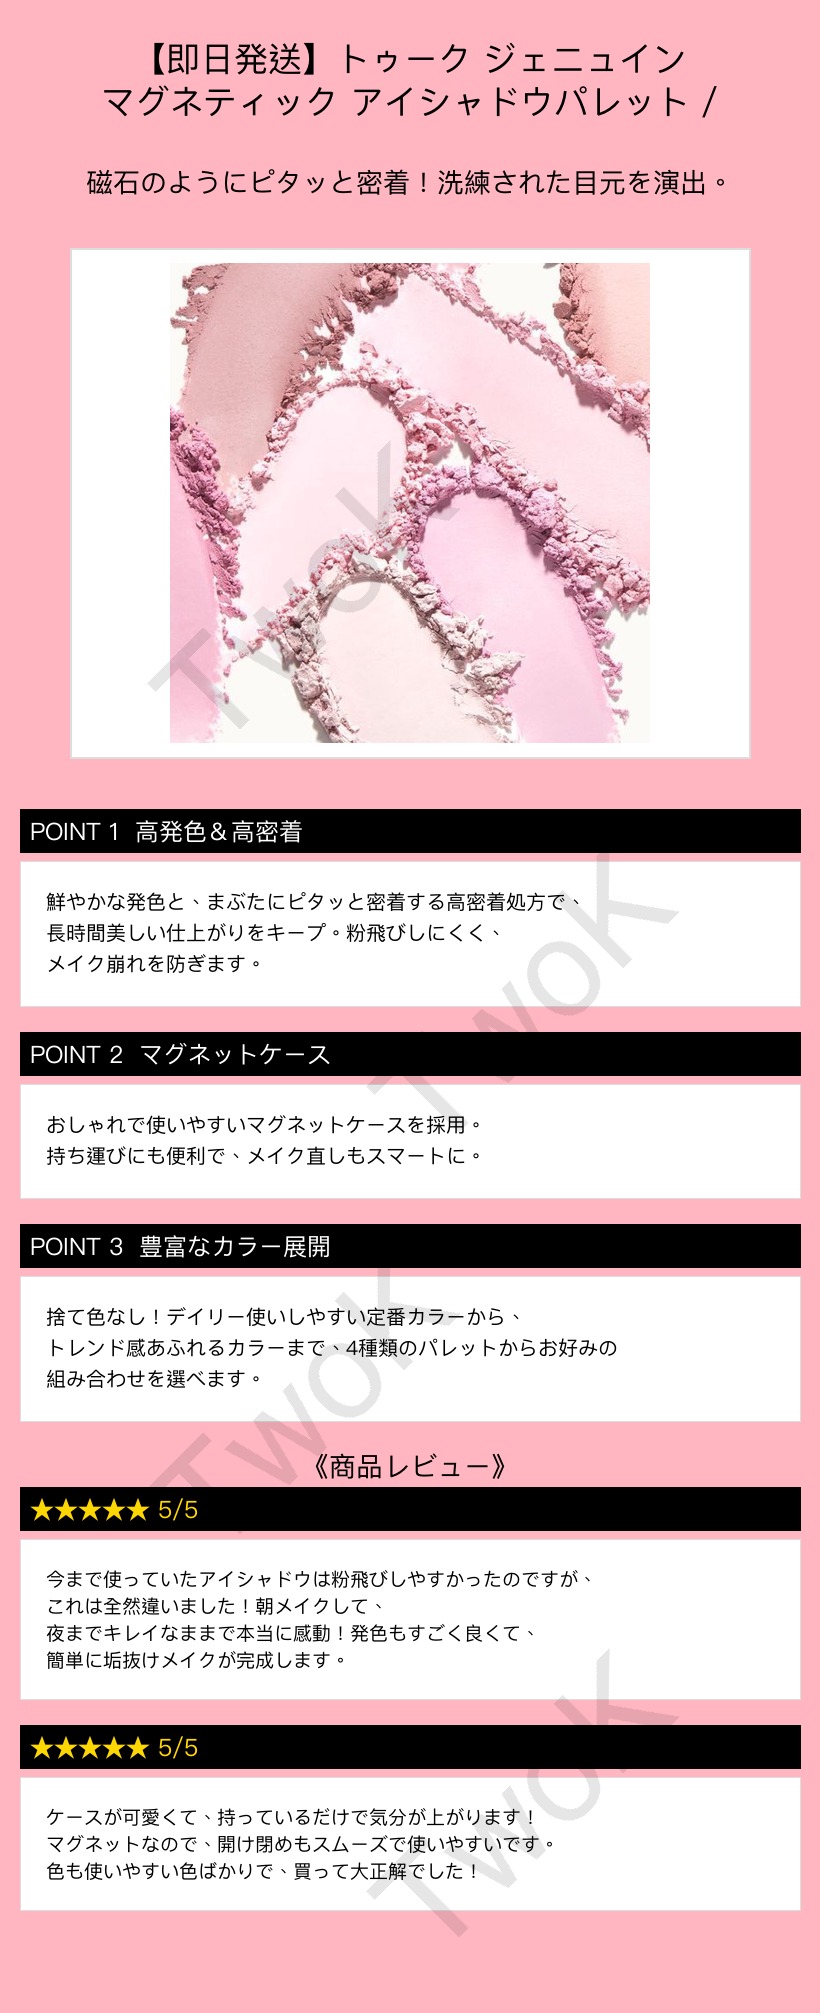 【即日発送】トゥーク ジェニュイン
マグネティック アイシャドウパレット /
磁石のようにピタッと密着！洗練された目元を演出。
TwoK
POINT 1 高発色＆高密着
鮮やかな発色と、まぶたにピタッと密着する高密着処方で、
長時間美しい仕上がりをキープ。粉飛びしにくく、
メイク崩れを防ぎます。
TwoK
POINT 2 マグネットケース
おしゃれで使いやすいマグネットケースを採用。
持ち運びにも便利で、メイク直しもスマートに。
POINT 3 豊富なカラー展開
捨て色なし！デイリー使いしやすい定番カラーから、
トレンド感あふれるカラーまで、4種類のパレットからお好みの
組み合わせを選べます。
TwoK
《商品レビュー》
★★★★★ 5/5
今まで使っていたアイシャドウは粉飛びしやすかったのですが、
これは全然違いました！朝メイクして、
夜までキレイなままで本当に感動！発色もすごく良くて、
簡単に垢抜けメイクが完成します。
★★★★★ 5/5
ケースが可愛くて、持っているだけで気分が上がります！
マグネットなので、開け閉めもスムーズで使いやすいです。
色も使いやすい色ばかりで、買って大正解でした！
TwoK